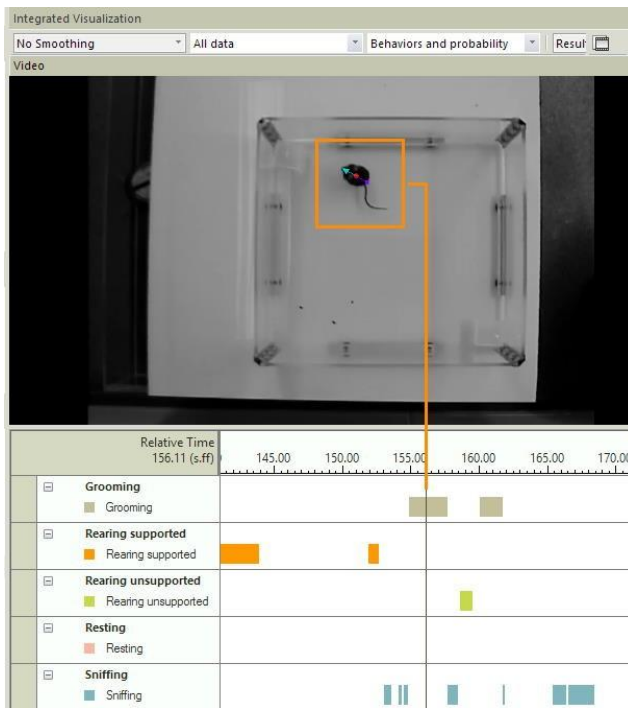 Integrated Visualization
No Smoothing All data Behaviors and probability Resul
Video
Relative Time
156.11 (s.ff) 145.00 150.00 155.00 160.00 165.00 170.0
Grooming
Grooming
Rearing supported
Rearing supported
Rearing unsupported
Rearing unsupported
Resting
Resting
Sniffing
Sniffing